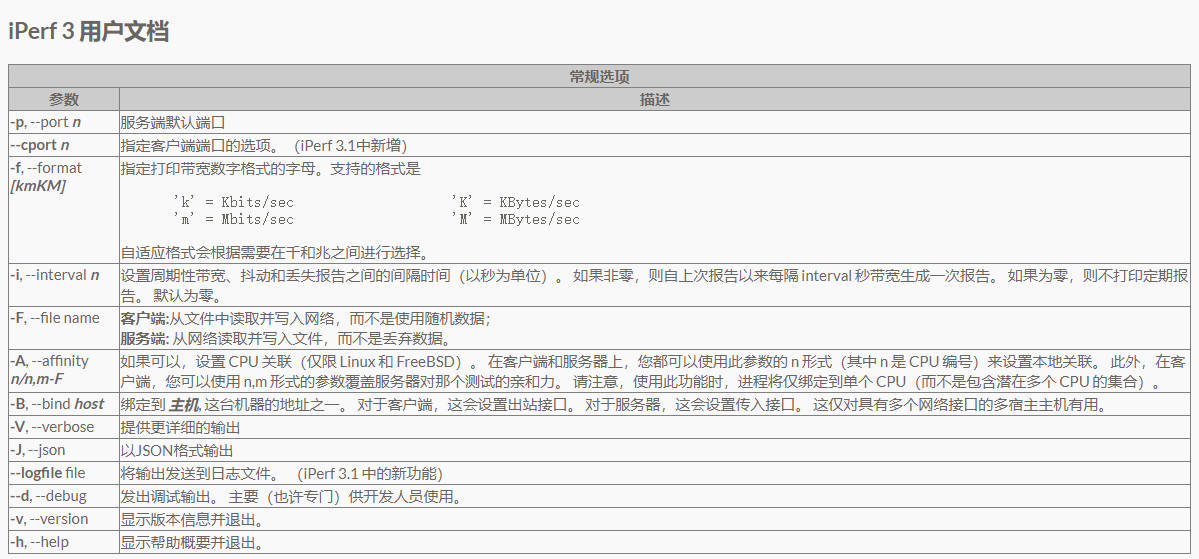 iPerf 3 用户文档
常规选项
参数 描述
-p, --port n 服务端默认端口
--cport n 指定客户端端口的选项。（iPerf 3.1中新增）
-f, --format 指定打印带宽数字格式的字母。支持的格式是
[kmKM]
'k' = Kbits/sec 'K' = KBytes/sec
'm' = Mbits/sec 'M' = MBytes/sec
自适应格式会根据需要在千和兆之间进行选择。
-i, --interval n 设置周期性带宽、抖动和丢失报告之间的间隔时间（以秒为单位）。 如果非零，则自上次报告以来每隔 interval 秒带宽生成一次报告。 如果为零，则不打印定期报
告。 默认为零。
-F, --file name 客户端:从文件中读取并写入网络，而不是使用随机数据；
服务端: 从网络读取并写入文件，而不是丢弃数据。
-A, --affinity 如果可以，设置 CPU 关联（仅限 Linux 和 FreeBSD）。 在客户端和服务器上，您都可以使用此参数的 n 形式（其中 n 是 CPU 编号）来设置本地关联。 此外，在客
n/n,m-F 户端，您可以使用 n,m 形式的参数覆盖服务器对那个测试的亲和力。 请注意，使用此功能时，进程将仅绑定到单个 CPU（而不是包含潜在多个 CPU 的集合）。
-B, --bind host 绑定到 主机, 这台机器的地址之一。 对于客户端，这会设置出站接口。 对于服务器，这会设置传入接口。 这仅对具有多个网络接口的多宿主主机有用。
-V, --verbose 提供更详细的输出
-J, --json 以JSON格式输出
--logfile file 将输出发送到日志文件。 （iPerf 3.1 中的新功能）
--d, --debug 发出调试输出。 主要（也许专门）供开发人员使用。
-v, --version 显示版本信息并退出。
-h, --help 显示帮助概要并退出。